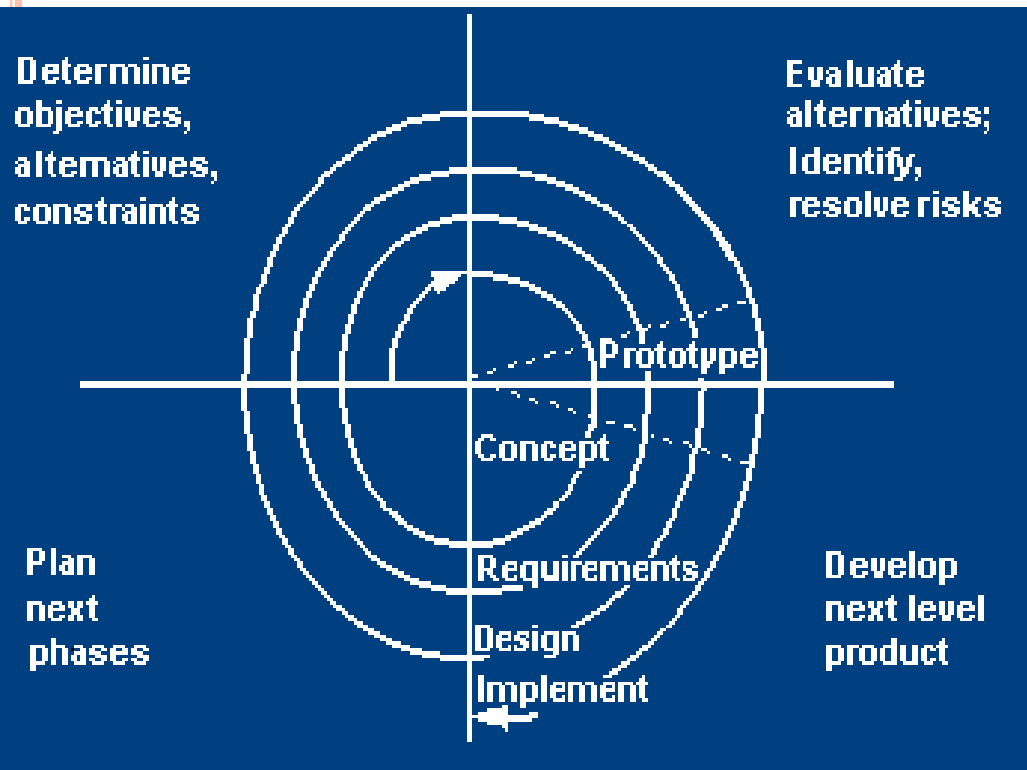 Determine
objectives,
alternatives,
constraints
Evaluate
alternatives;
Identify,
resolve risks
Prototype
Concept
Requirements
Design
Implement
Plan
next
phases
Develop
next level
product